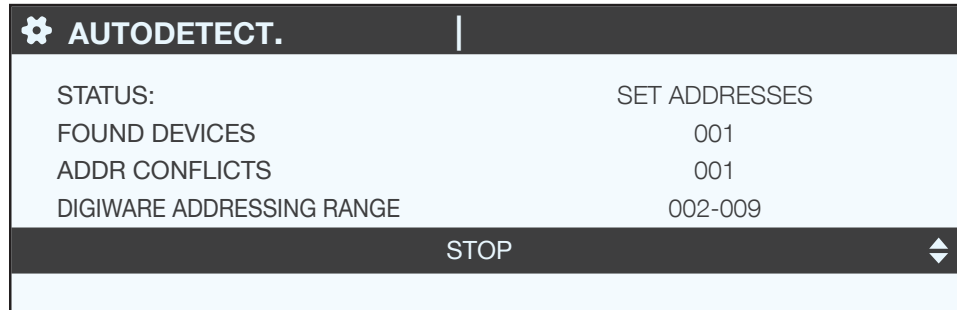 AUTODETECT.
STATUS: SET ADDRESSES
FOUND DEVICES 001
ADDR CONFLICTS 001
DIGIWARE ADDRESSING RANGE 002-009
STOP